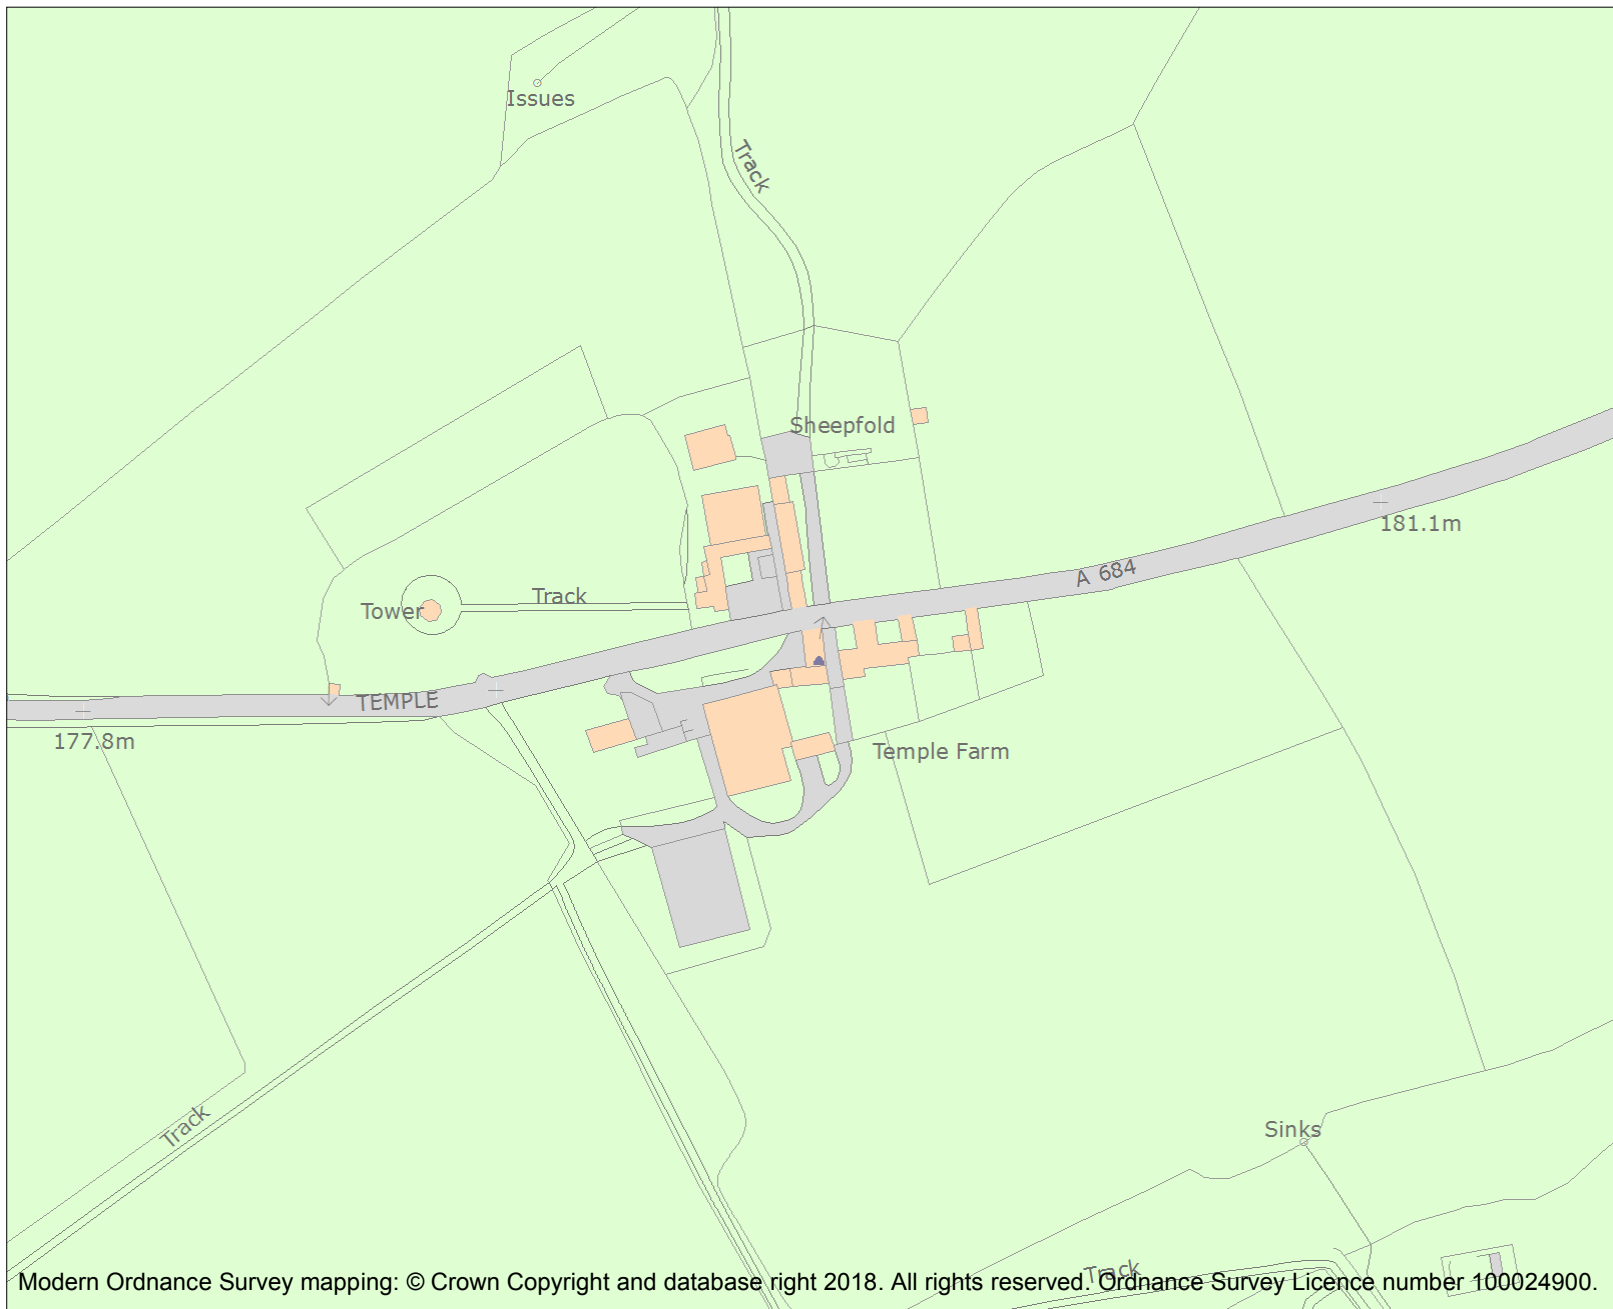 Issues
Track
Sheepfold
181.1m
A 684
Track
Tower
TEMPLE
177.8m
Temple Farm
Track
Sinks
Track
Modern Ordnance Survey mapping: © Crown Copyright and database right 2018. All rights reserved. Ordnance Survey Licence number 100024900.